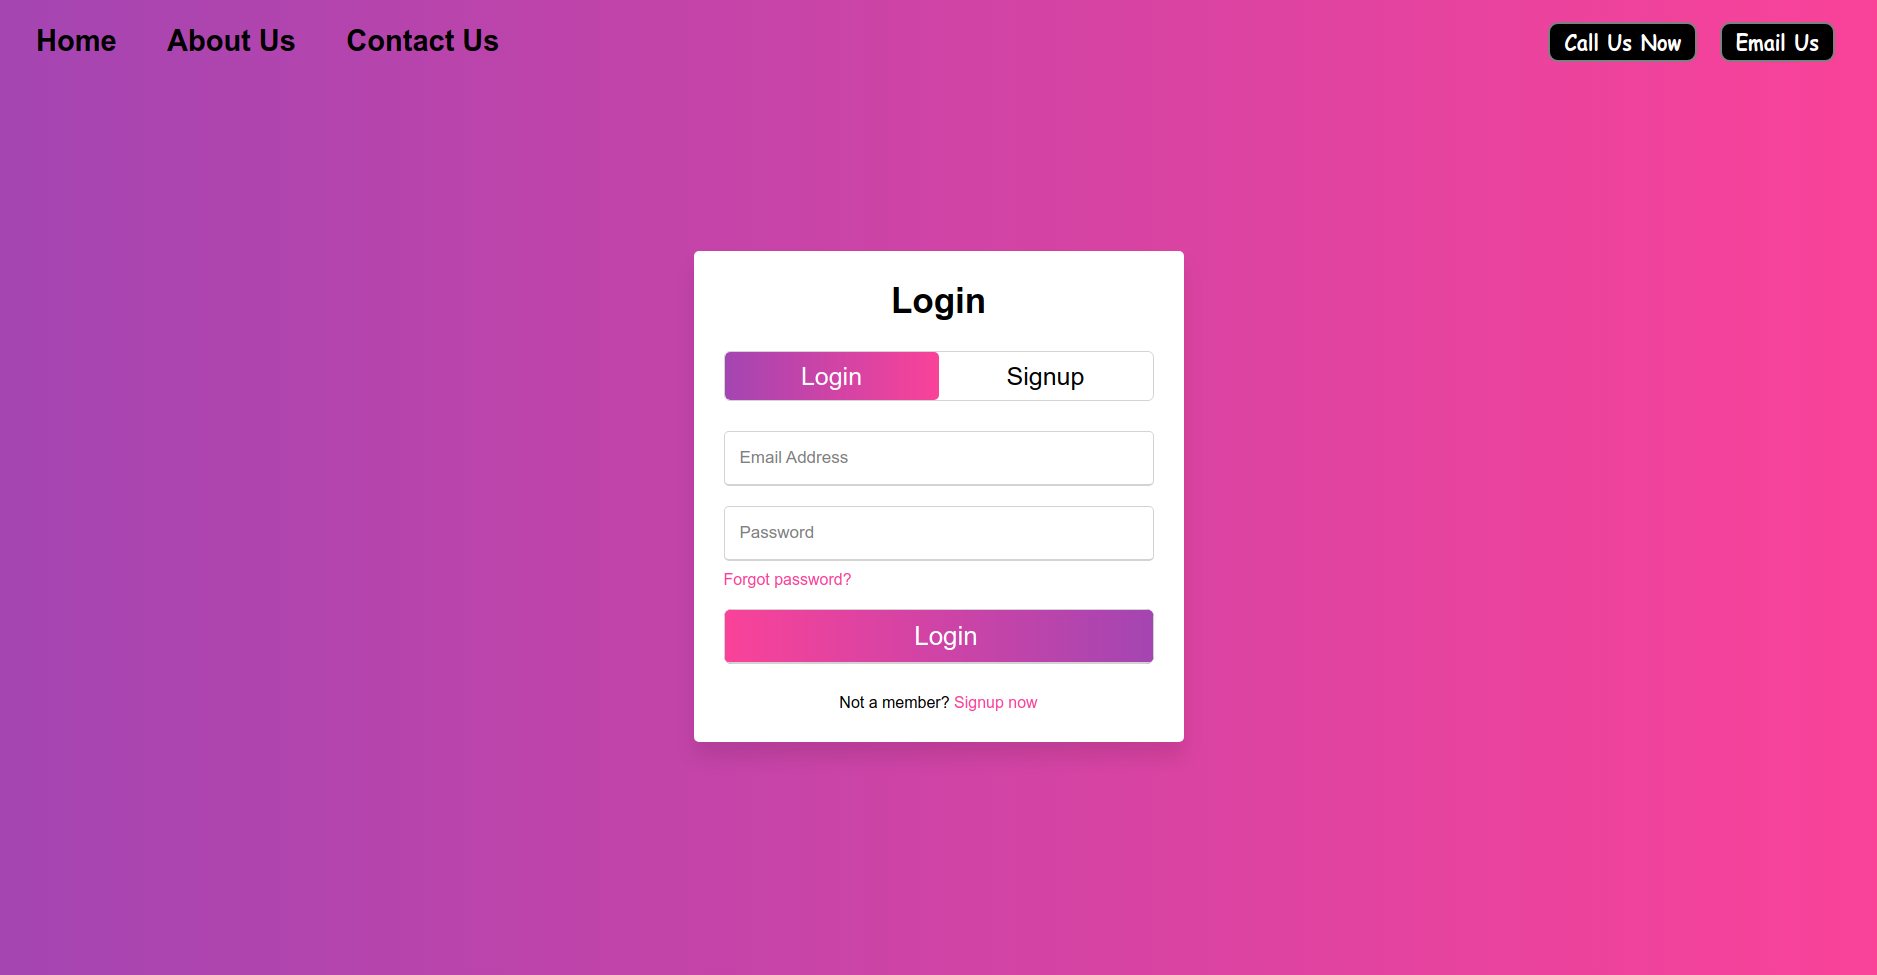 Home About Us Contact Us Call Us Now Email Us
Login
Login Signup
Email Address
Password
Forgot password?
Login
Not a member? Signup now